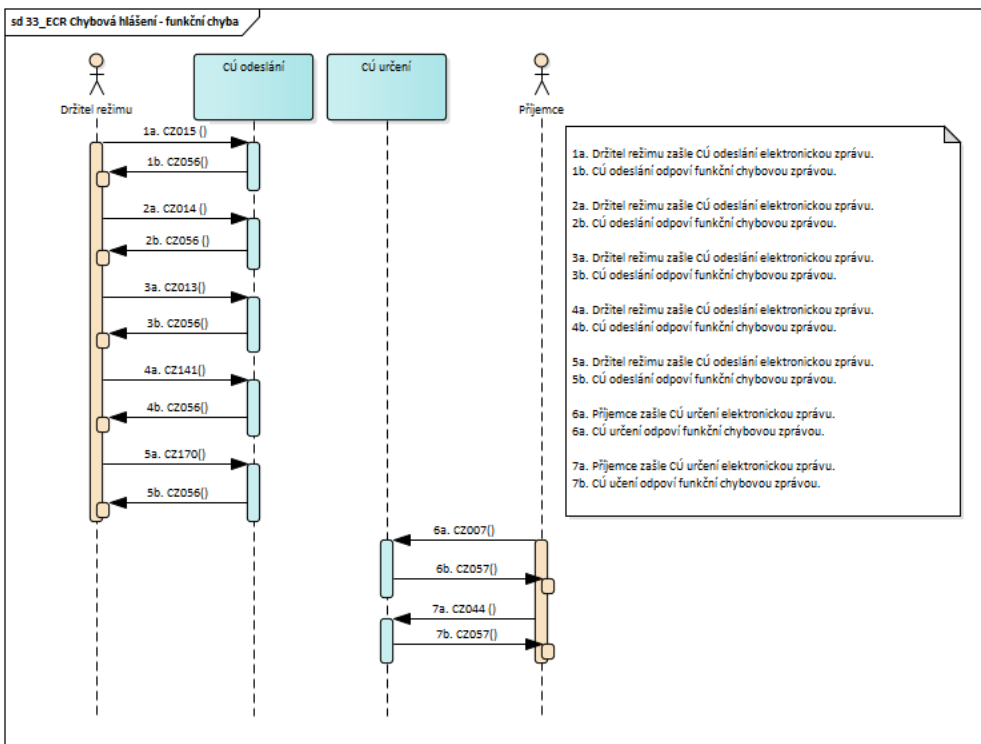 sd 33_ECR Chybová hlášení - funkční chyba
CÚ odeslání
CÚ určení
Držitel režimu
Příjemce
1a. CZ015 ()
1b. CZ056()
2a. CZ014 ()
2b. CZ056 ()
3a. CZ013()
3b. CZ056()
4a. CZ141()
4b. CZ056()
5a. CZ170()
5b. CZ056()
6a. CZ007()
6b. CZ057()
7a. CZ044 ()
7b. CZ057()
1a. Držitel režimu zašle CÚ odeslání elektronickou zprávu.
1b. CÚ odeslání odpoví funkční chybovou zprávou.
2a. Držitel režimu zašle CÚ odeslání elektronickou zprávu.
2b. CÚ odeslání odpoví funkční chybovou zprávou.
3a. Držitel režimu zašle CÚ odeslání elektronickou zprávu.
3b. CÚ odeslání odpoví funkční chybovou zprávou.
4a. Držitel režimu zašle CÚ odeslání elektronickou zprávu.
4b. CÚ odeslání odpoví funkční chybovou zprávou.
5a. Držitel režimu zašle CÚ odeslání elektronickou zprávu.
5b. CÚ odeslání odpoví funkční chybovou zprávou.
6a. Příjemce zašle CÚ určení elektronickou zprávu.
6a. CÚ určení odpoví funkční chybovou zprávou.
7a. Příjemce zašle CÚ určení elektronickou zprávu.
7b. CÚ učení odpoví funkční chybovou zprávou.